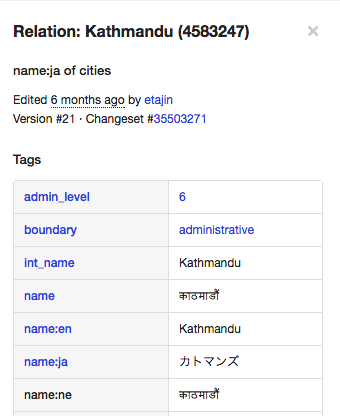 Relation: Kathmandu (4583247) ×
name:ja of cities
Edited 6 months ago by etajin
Version #21 · Changeset #35503271
Tags
admin_level 6
boundary administrative
int_name Kathmandu
name काठमाडौं
name:en Kathmandu
name:ja カトマンズ
name:ne काठमाडौं